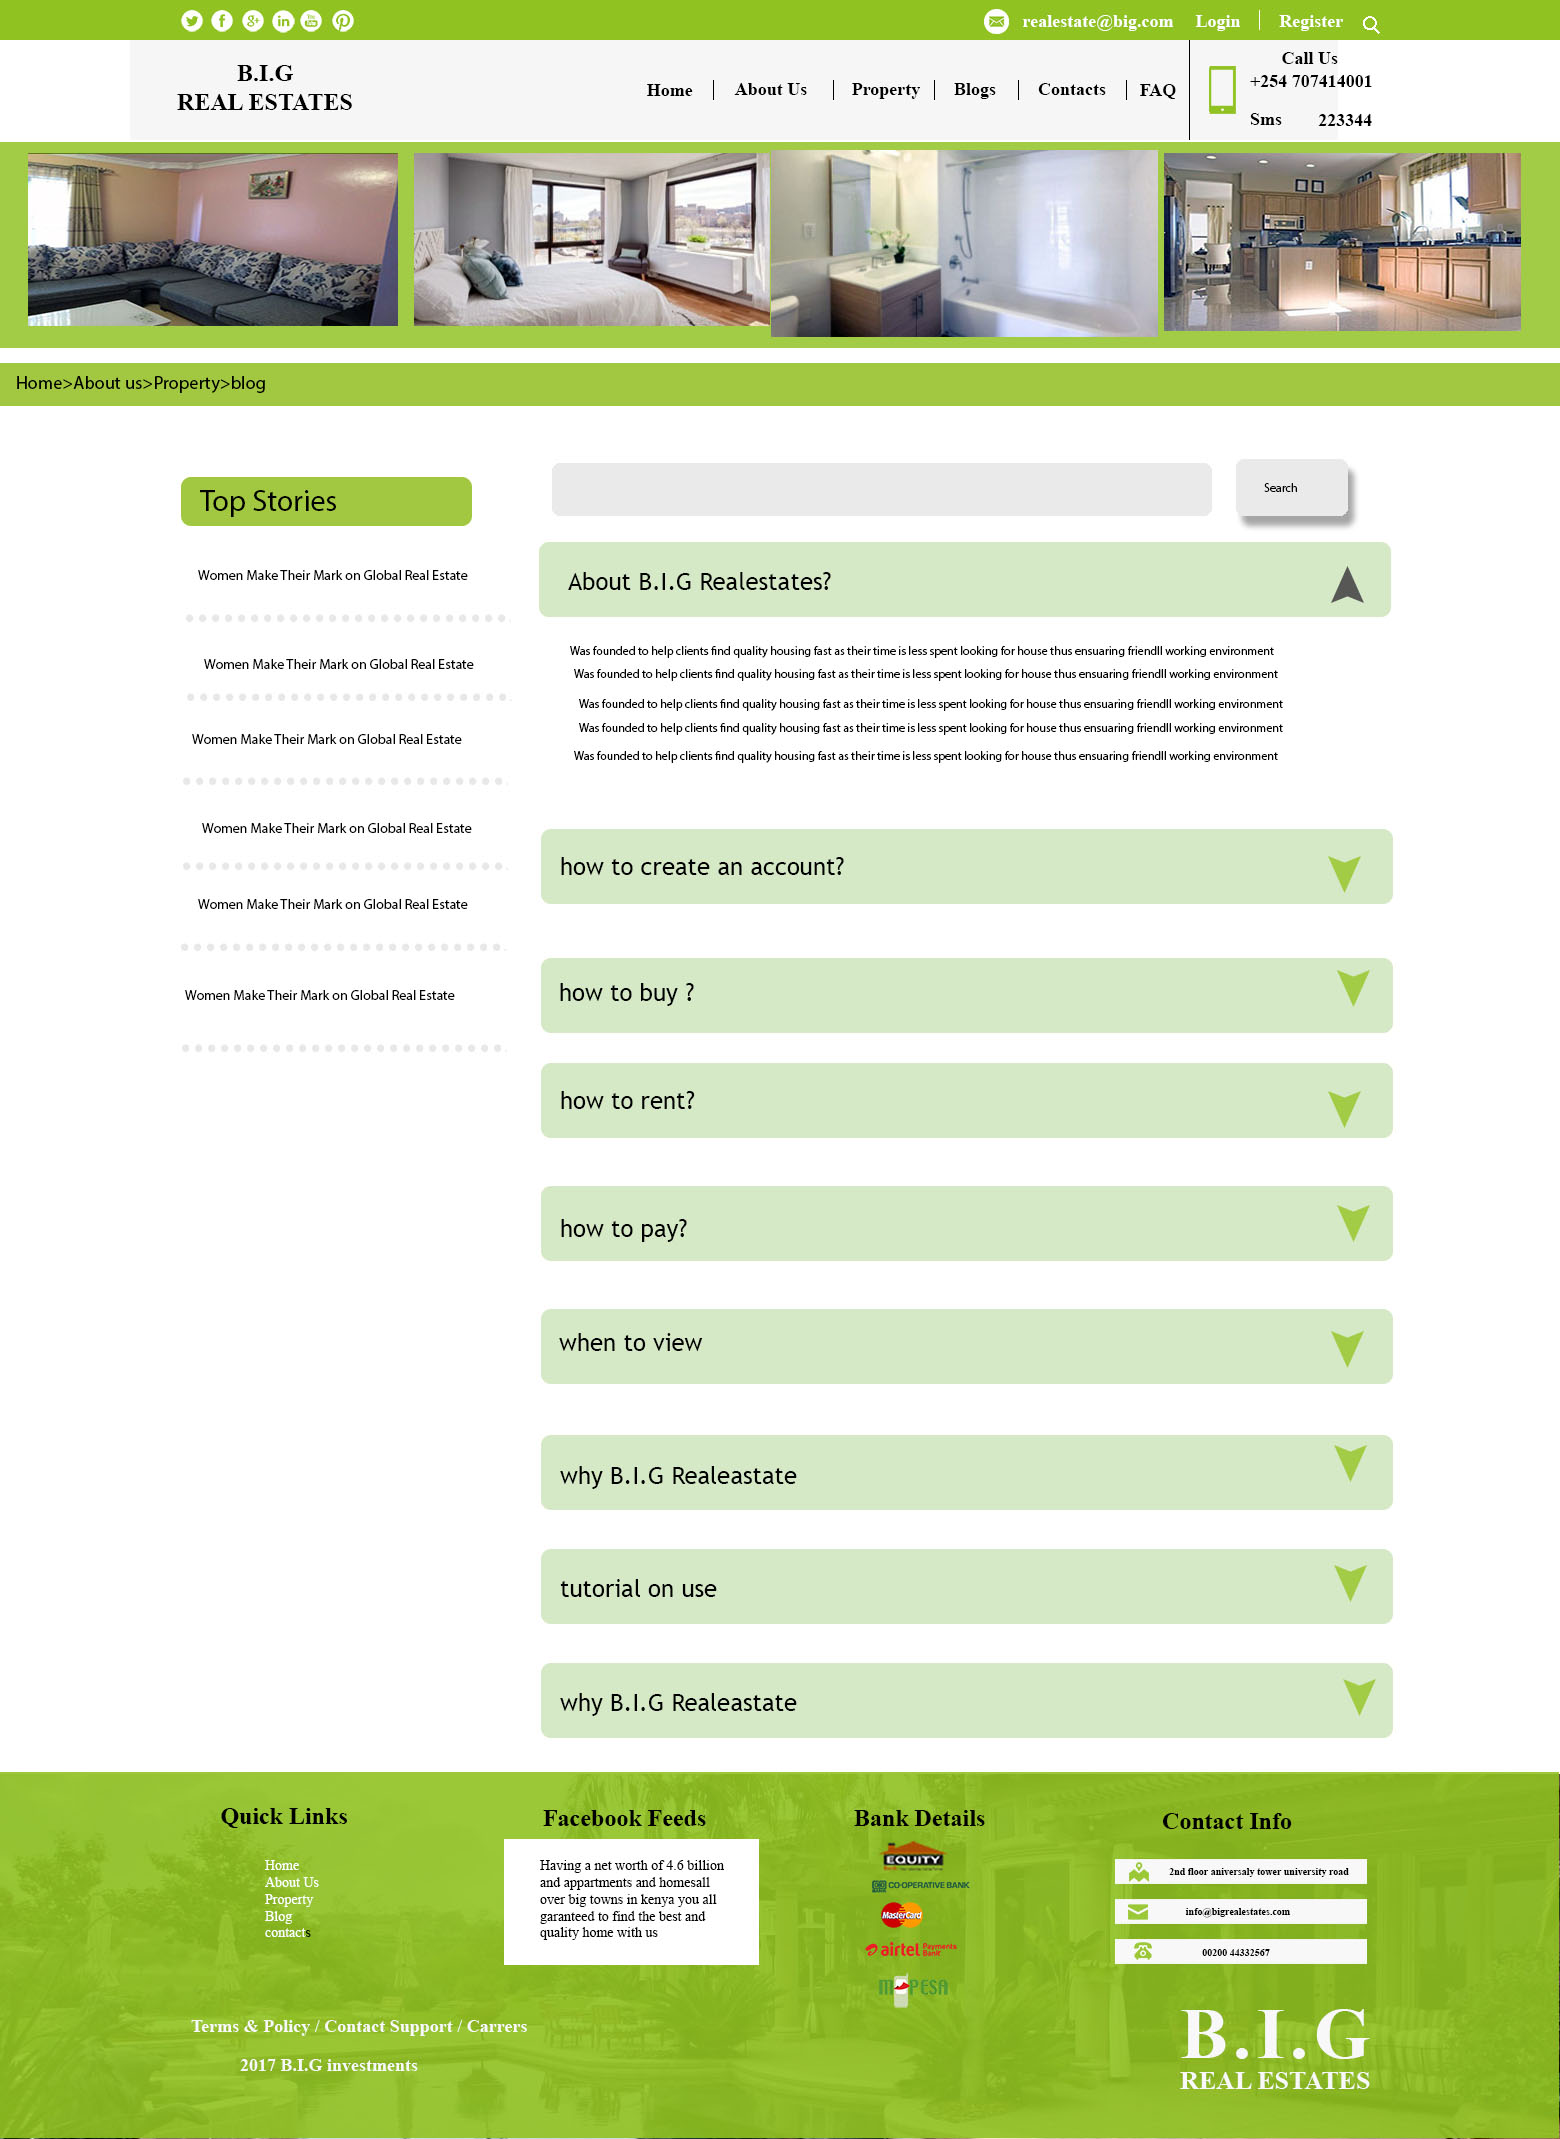 realestate@big.com Login Register
B.I.G
REAL ESTATES
Home About Us Property Blogs Contacts FAQ
Call Us
+254 707414001
Sms 223344
Home>About us>Property>blog
Top Stories
Women Make Their Mark on Global Real Estate
Women Make Their Mark on Global Real Estate
Women Make Their Mark on Global Real Estate
Women Make Their Mark on Global Real Estate
Women Make Their Mark on Global Real Estate
Women Make Their Mark on Global Real Estate
Search
About B.I.G Realestates?
Was founded to help clients find quality housing fast as their time is less spent looking for house thus ensuaring friendll working environment
Was founded to help clients find quality housing fast as their time is less spent looking for house thus ensuaring friendll working environment
Was founded to help clients find quality housing fast as their time is less spent looking for house thus ensuaring friendll working environment
Was founded to help clients find quality housing fast as their time is less spent looking for house thus ensuaring friendll working environment
Was founded to help clients find quality housing fast as their time is less spent looking for house thus ensuaring friendll working environment
how to create an account?
how to buy ?
how to rent?
how to pay?
when to view
why B.I.G Realeastate
tutorial on use
why B.I.G Realeastate
Quick Links
Home
About Us
Property
Blog
contacts
Facebook Feeds
Having a net worth of 4.6 billion
and appartments and homesall
over big towns in kenya you all
garanteed to find the best and
quality home with us
Bank Details
EQUITY
CO-OPERATIVE BANK
MasterCard
airtel Payments Bank
M PESA
Contact Info
2nd floor aniversaly tower university road
info@bigrealestates.com
00200 44332567
Terms & Policy / Contact Support / Carrers
2017 B.I.G investments
B.I.G
REAL ESTATES